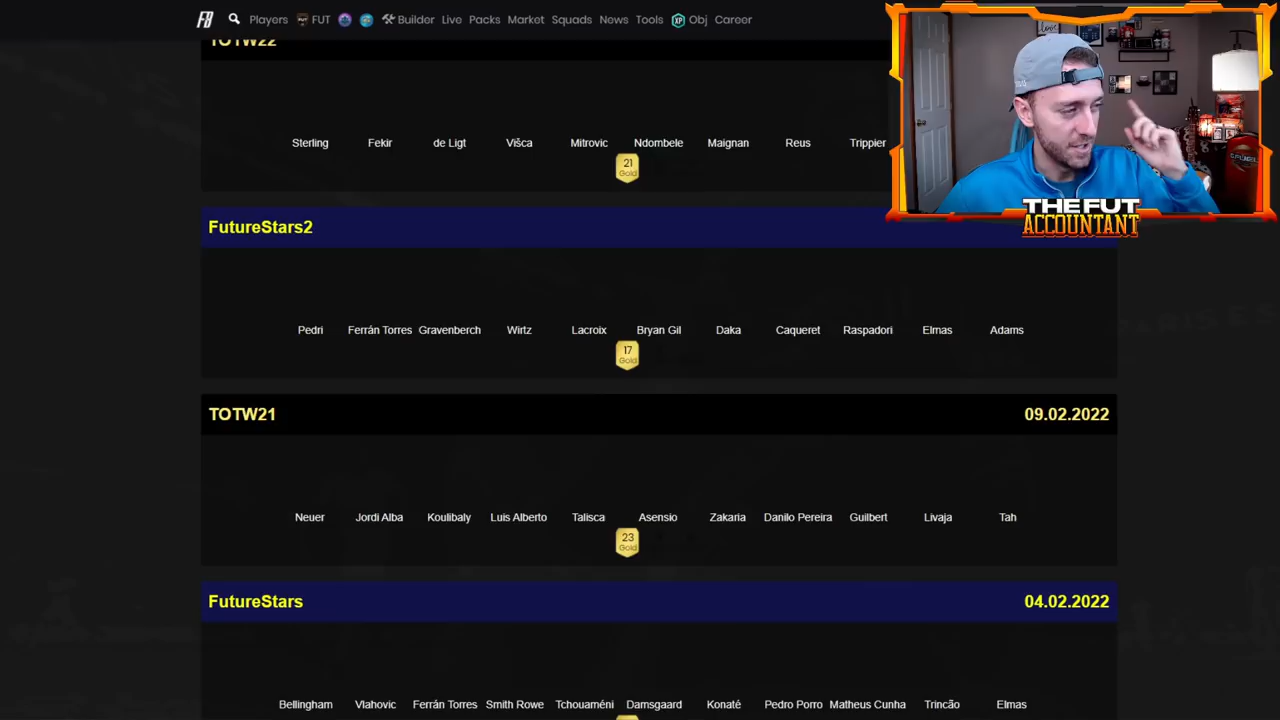 Players FUT Builder Live Packs Market Squads News Tools XP Obj Career
TOTW22
Sterling Fekir de Ligt Višca Mitrovic Ndombele Maignan Reus Trippier
21
Gold
THE FUT
ACCOUNTANT
FutureStars2
Pedri Ferrán Torres Gravenberch Wirtz Lacroix Bryan Gil Daka Caqueret Raspadori Elmas Adams
17
Gold
TOTW21 09.02.2022
Neuer Jordi Alba Koulibaly Luis Alberto Talisca Asensio Zakaria Danilo Pereira Guilbert Livaja Tah
23
Gold
FutureStars 04.02.2022
Bellingham Vlahovic Ferrán Torres Smith Rowe Tchouaméni Damsgaard Konaté Pedro Porro Matheus Cunha Trincão Elmas